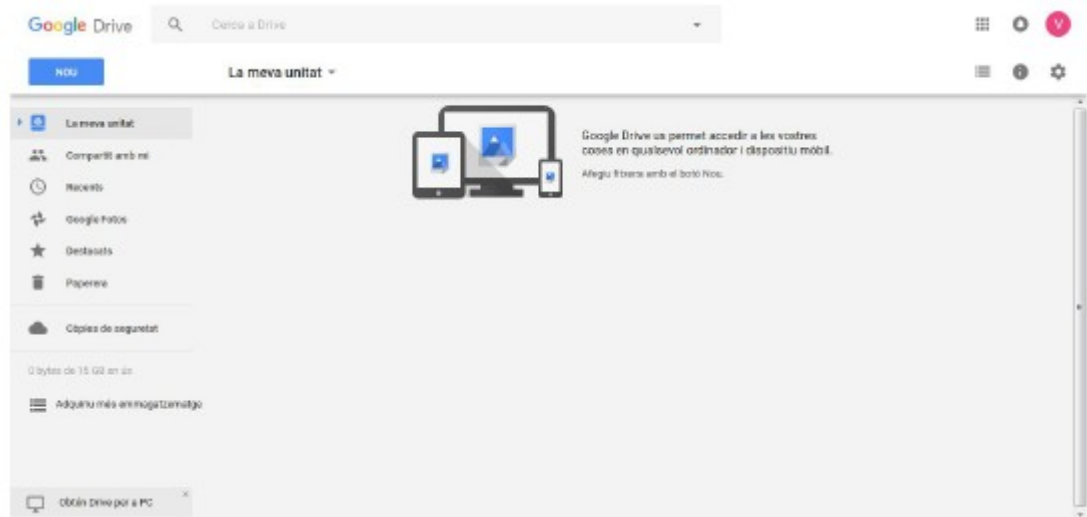 Google Drive
Cerca a Drive
V
NOU
La meva unitat
La meva unitat
Compartit amb mi
Recents
Google Fotos
Destacats
Paperera
Còpies de seguretat
0 bytes de 15 GB en ús
Adquiriu més emmagatzematge
Obtén Drive per a PC
Google Drive us permet accedir a les vostres
coses en qualsevol ordinador i dispositiu mòbil.
Afegiu fitxers amb el botó Nou.